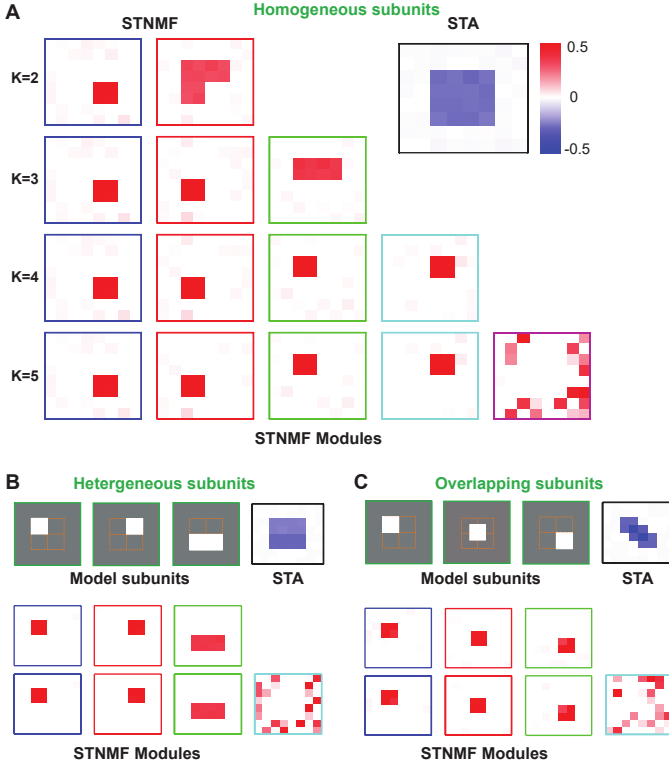 A
Homogeneous subunits
STNMF
STA
K=2
0.5
0
-0.5
K=3
K=4
K=5
STNMF Modules
B
Hetergeneous subunits
Model subunits
STA
STNMF Modules
C
Overlapping subunits
Model subunits
STA
STNMF Modules